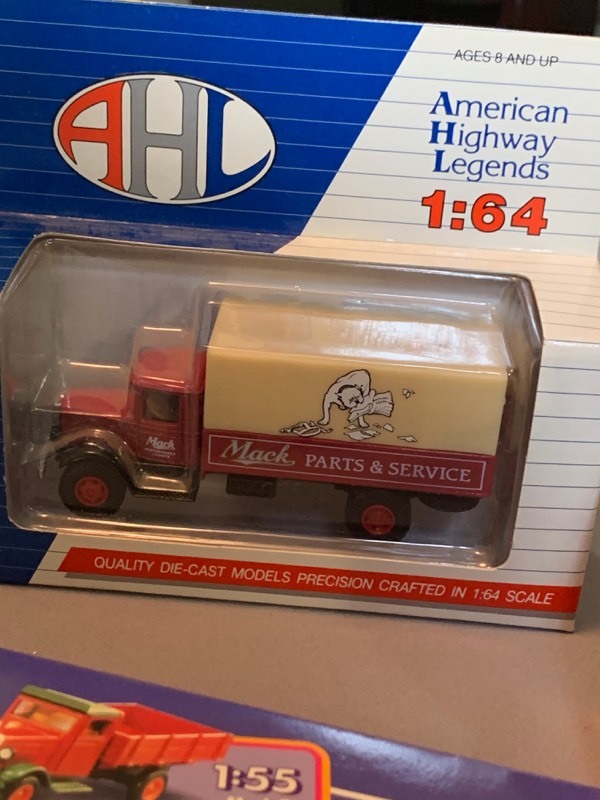 AGES 8 AND UP
AHL
American
Highway
Legends
1:64
Mack
Mack PARTS & SERVICE
QUALITY DIE-CAST MODELS PRECISION CRAFTED IN 1:64 SCALE
1:55